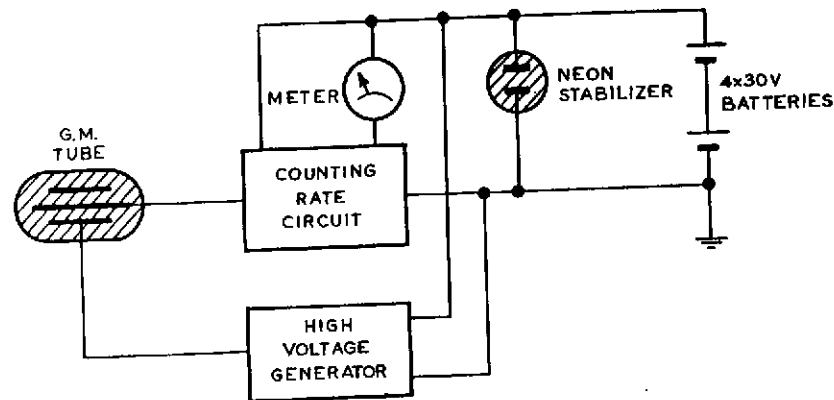 G.M.
TUBE
METER
COUNTING
RATE
CIRCUIT
NEON
STABILIZER
4x30V
BATTERIES
HIGH
VOLTAGE
GENERATOR